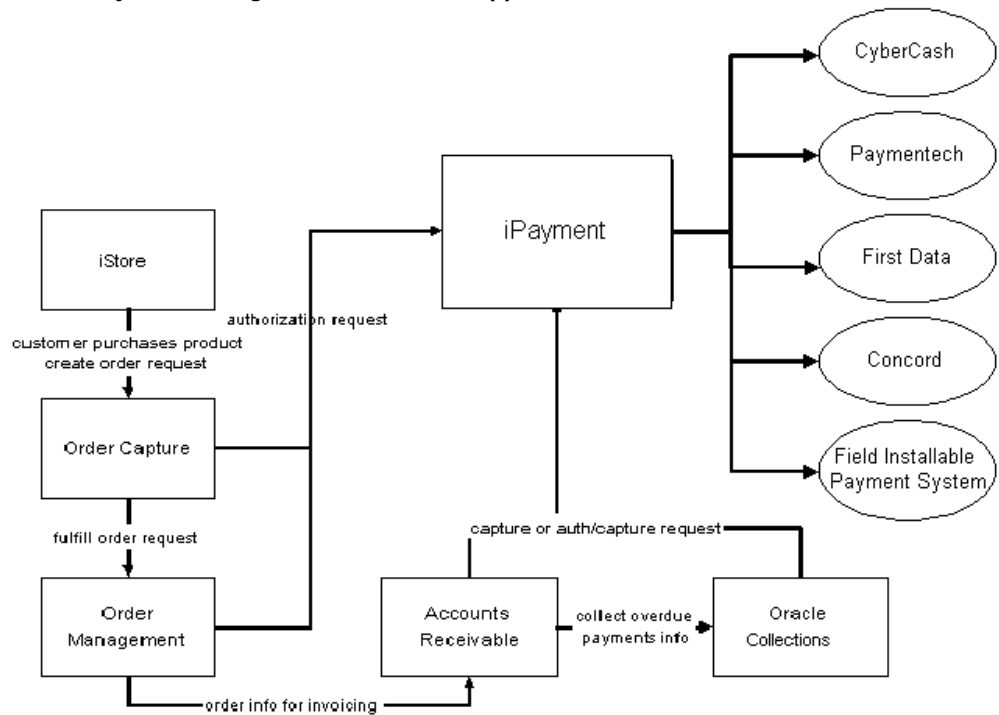 CyberCash
Paymentech
iPayment
iStore
First Data
authorization request
customer purchases product
create order request
Concord
Order Capture
Field Installable
Payment System
capture or auth/capture request
fulfill order request
Order
Management
Accounts
Receivable
collect overdue
payments info
Oracle
Collections
order info for invoicing